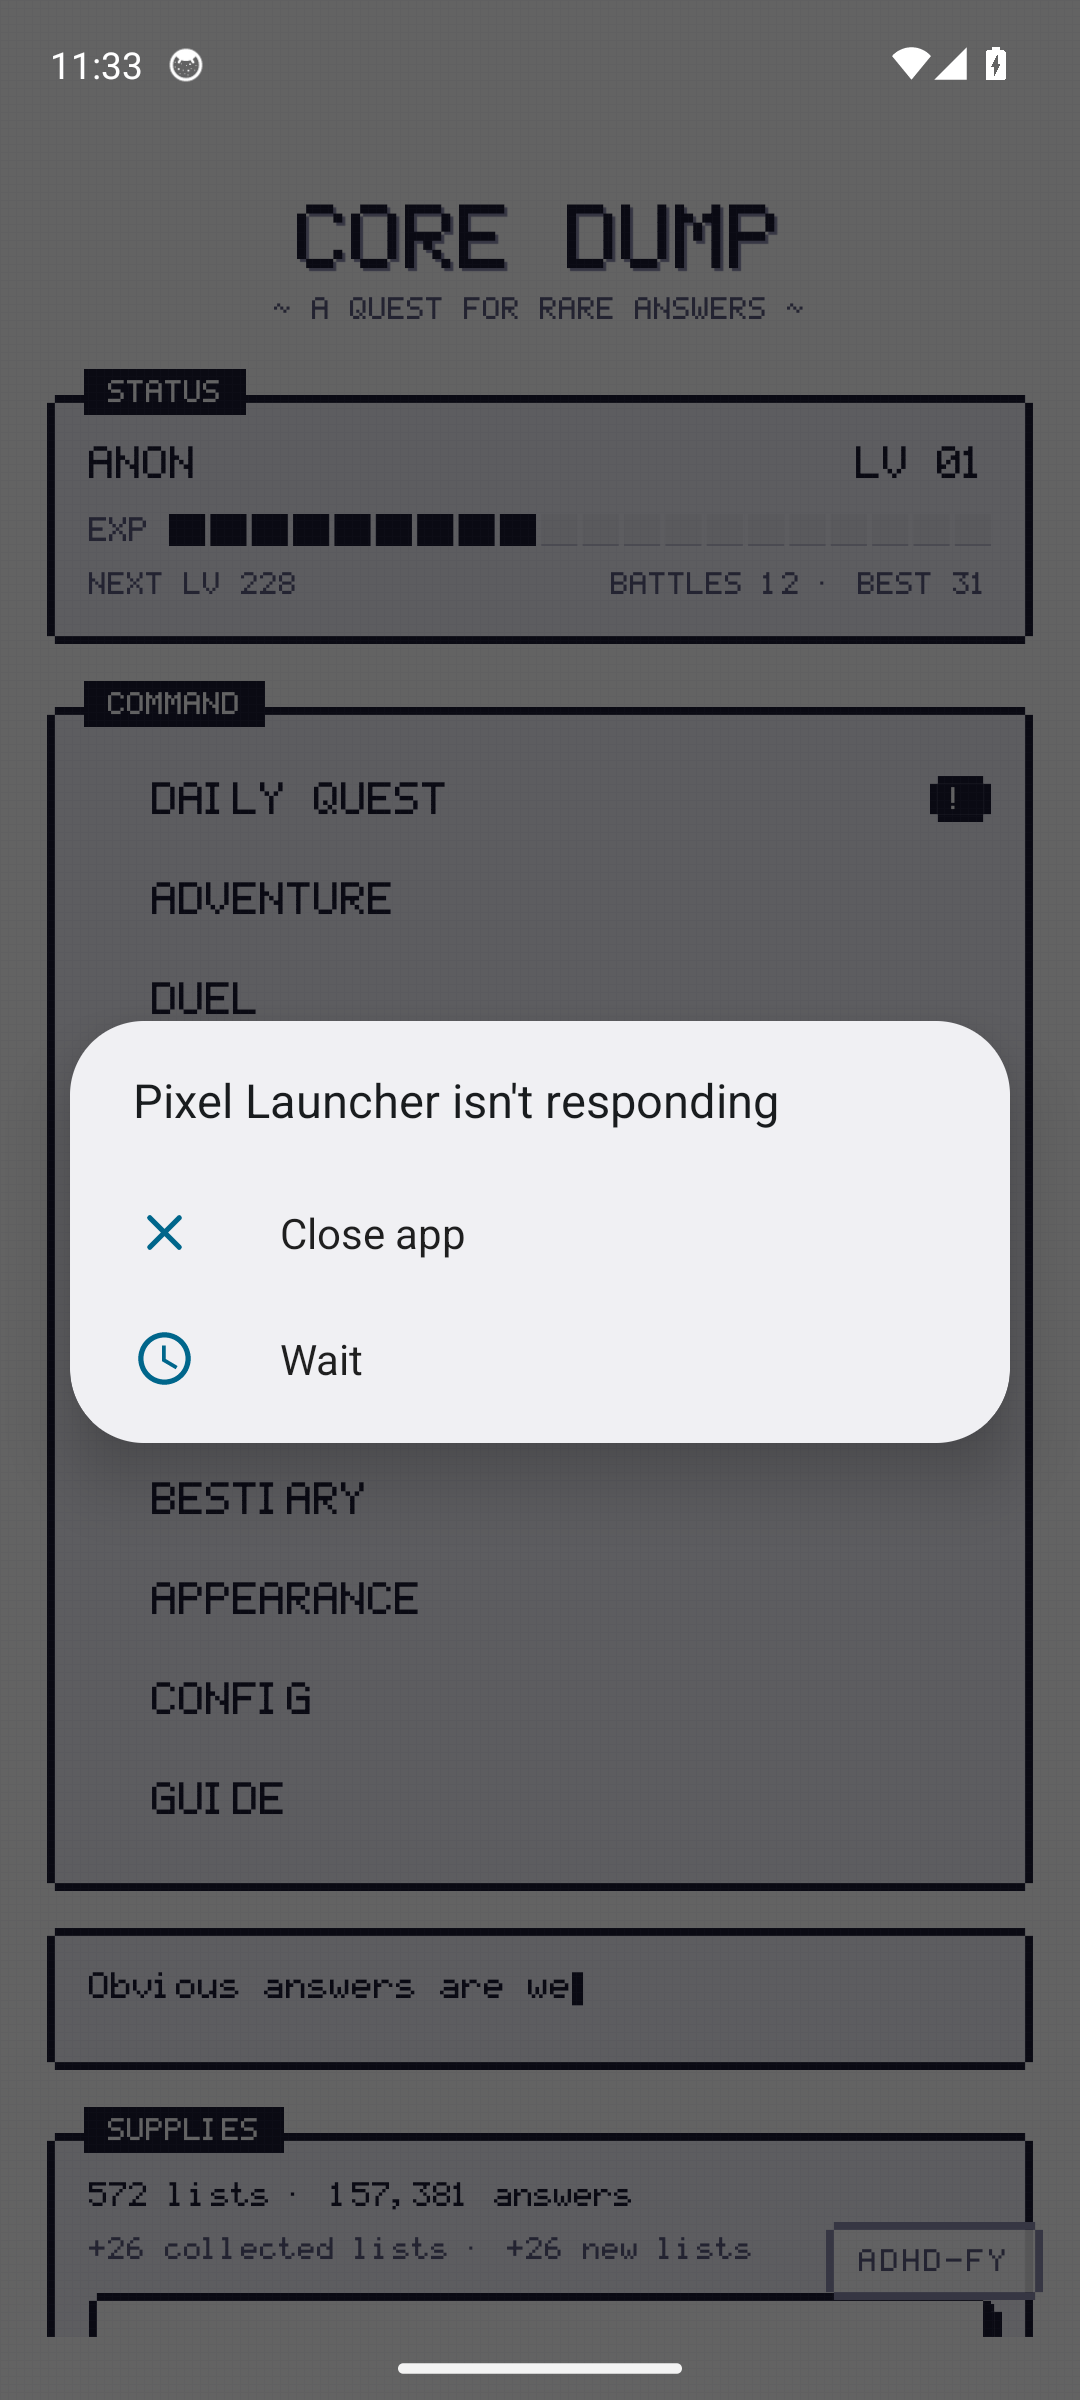 11:33
CORE DUMP
~ A QUEST FOR RARE ANSWERS ~
STATUS
ANON LV 01
EXP
NEXT LV 228 BATTLES 12 · BEST 31
COMMAND
DAILY QUEST !
ADVENTURE
DUEL
Pixel Launcher isn't responding
Close app
Wait
BESTIARY
APPEARANCE
CONFIG
GUIDE
Obvious answers are we
SUPPLIES
572 lists · 157,381 answers
+26 collected lists · +26 new lists
ADHD-FY